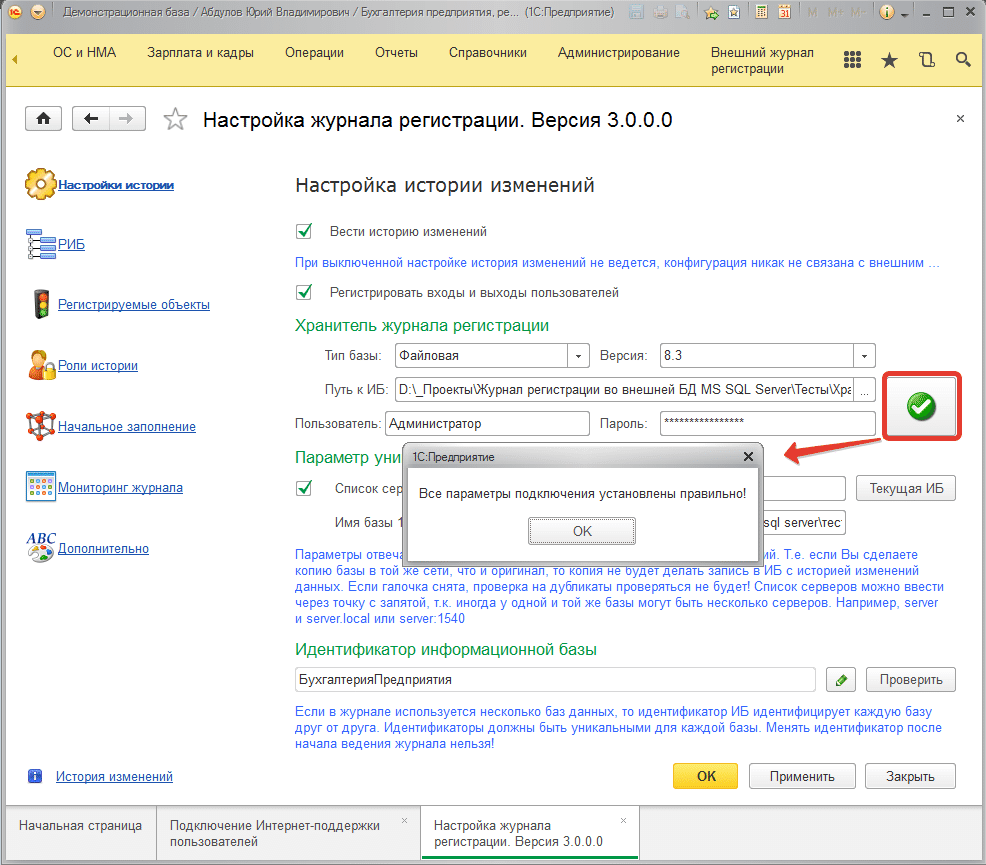 Демонстрационная база / Абдулов Юрий Владимирович / Бухгалтерия предприятия, ре... (1С:Предприятие)
M M+ M-
ОС и НМА
Зарплата и кадры
Операции
Отчеты
Справочники
Администрирование
Внешний журнал
регистрации
Настройка журнала регистрации. Версия 3.0.0.0
Настройки истории
РИБ
Регистрируемые объекты
Роли истории
Начальное заполнение
Мониторинг журнала
ABC
Дополнительно
Настройка истории изменений
Вести историю изменений
При выключенной настройке история изменений не ведется, конфигурация никак не связана с внешним ...
Регистрировать входы и выходы пользователей
Хранитель журнала регистрации
Тип базы: Файловая Версия: 8.3
Путь к ИБ: D:\_Проекты\Журнал регистрации во внешней БД MS SQL Server\Тесты\Хра ...
Пользователь: Администратор Пароль: ****************
Параметр уни
1С:Предприятие
Все параметры подключения установлены правильно!
OK
Список сер
Текущая ИБ
Имя базы 1
sql server\тес
Параметры отвеча ий. Т.е. если Вы сделаете
копию базы в той же сети, что и оригинал, то копия не будет делать запись в ИБ с историей изменений
данных. Если галочка снята, проверка на дубликаты проверяться не будет! Список серверов можно ввести
через точку с запятой, т.к. иногда у одной и той же базы могут быть несколько серверов. Например, server
и server.local или server:1540
Идентификатор информационной базы
БухгалтерияПредприятия
Проверить
Если в журнале используется несколько баз данных, то идентификатор ИБ идентифицирует каждую базу
друг от друга. Идентификаторы должны быть уникальными для каждой базы. Менять идентификатор после
начала ведения журнала нельзя!
История изменений
OK
Применить
Закрыть
Начальная страница
Подключение Интернет-поддержки
пользователей
Настройка журнала
регистрации. Версия 3.0.0.0